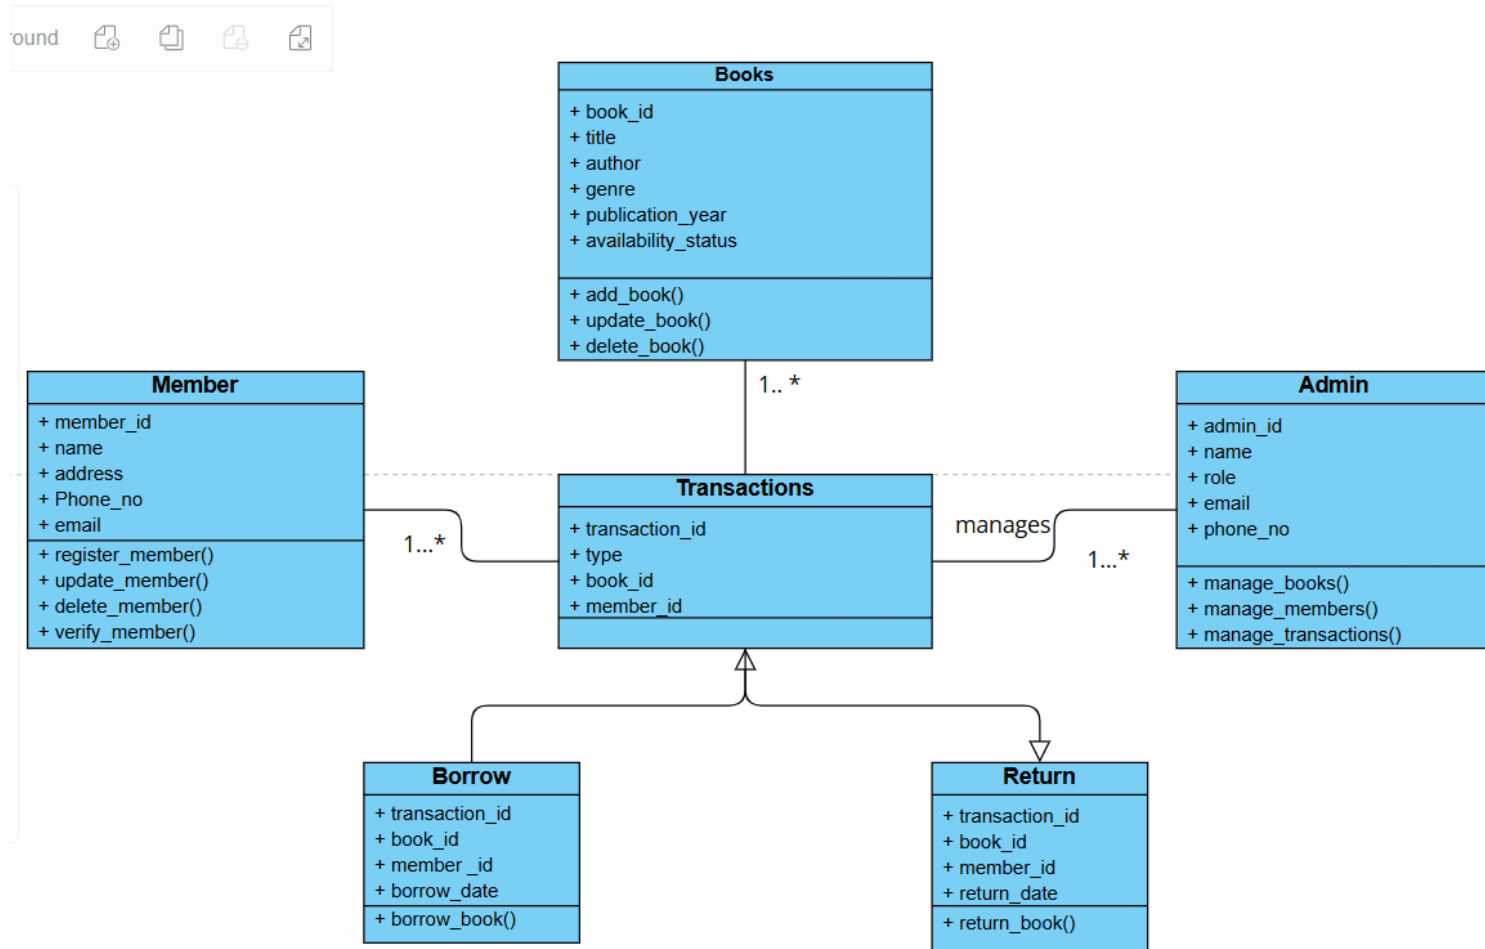 round
Books
+ book_id
+ title
+ author
+ genre
+ publication_year
+ availability_status
+ add_book()
+ update_book()
+ delete_book()
1.. *
Member
+ member_id
+ name
+ address
+ Phone_no
+ email
+ register_member()
+ update_member()
+ delete_member()
+ verify_member()
1...*
Transactions
+ transaction_id
+ type
+ book_id
+ member_id
manages
1...*
Admin
+ admin_id
+ name
+ role
+ email
+ phone_no
+ manage_books()
+ manage_members()
+ manage_transactions()
Borrow
+ transaction_id
+ book_id
+ member _id
+ borrow_date
+ borrow_book()
Return
+ transaction_id
+ book_id
+ member_id
+ return_date
+ return_book()